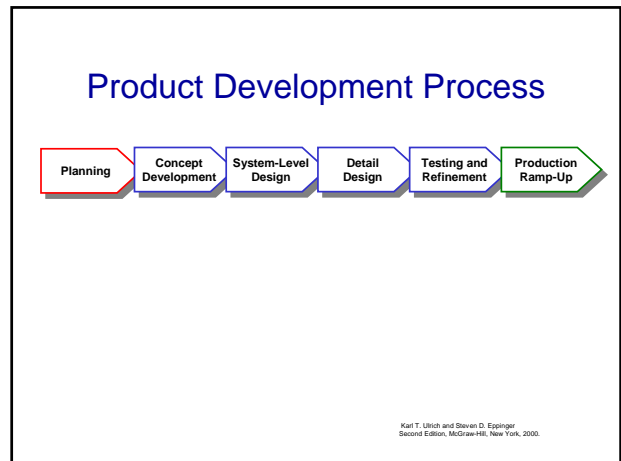 Product Development Process
Planning
Concept
Development
System-Level
Design
Detail
Design
Testing and
Refinement
Production
Ramp-Up
Karl T. Ulrich and Steven D. Eppinger
Second Edition, McGraw-Hill, New York, 2000.